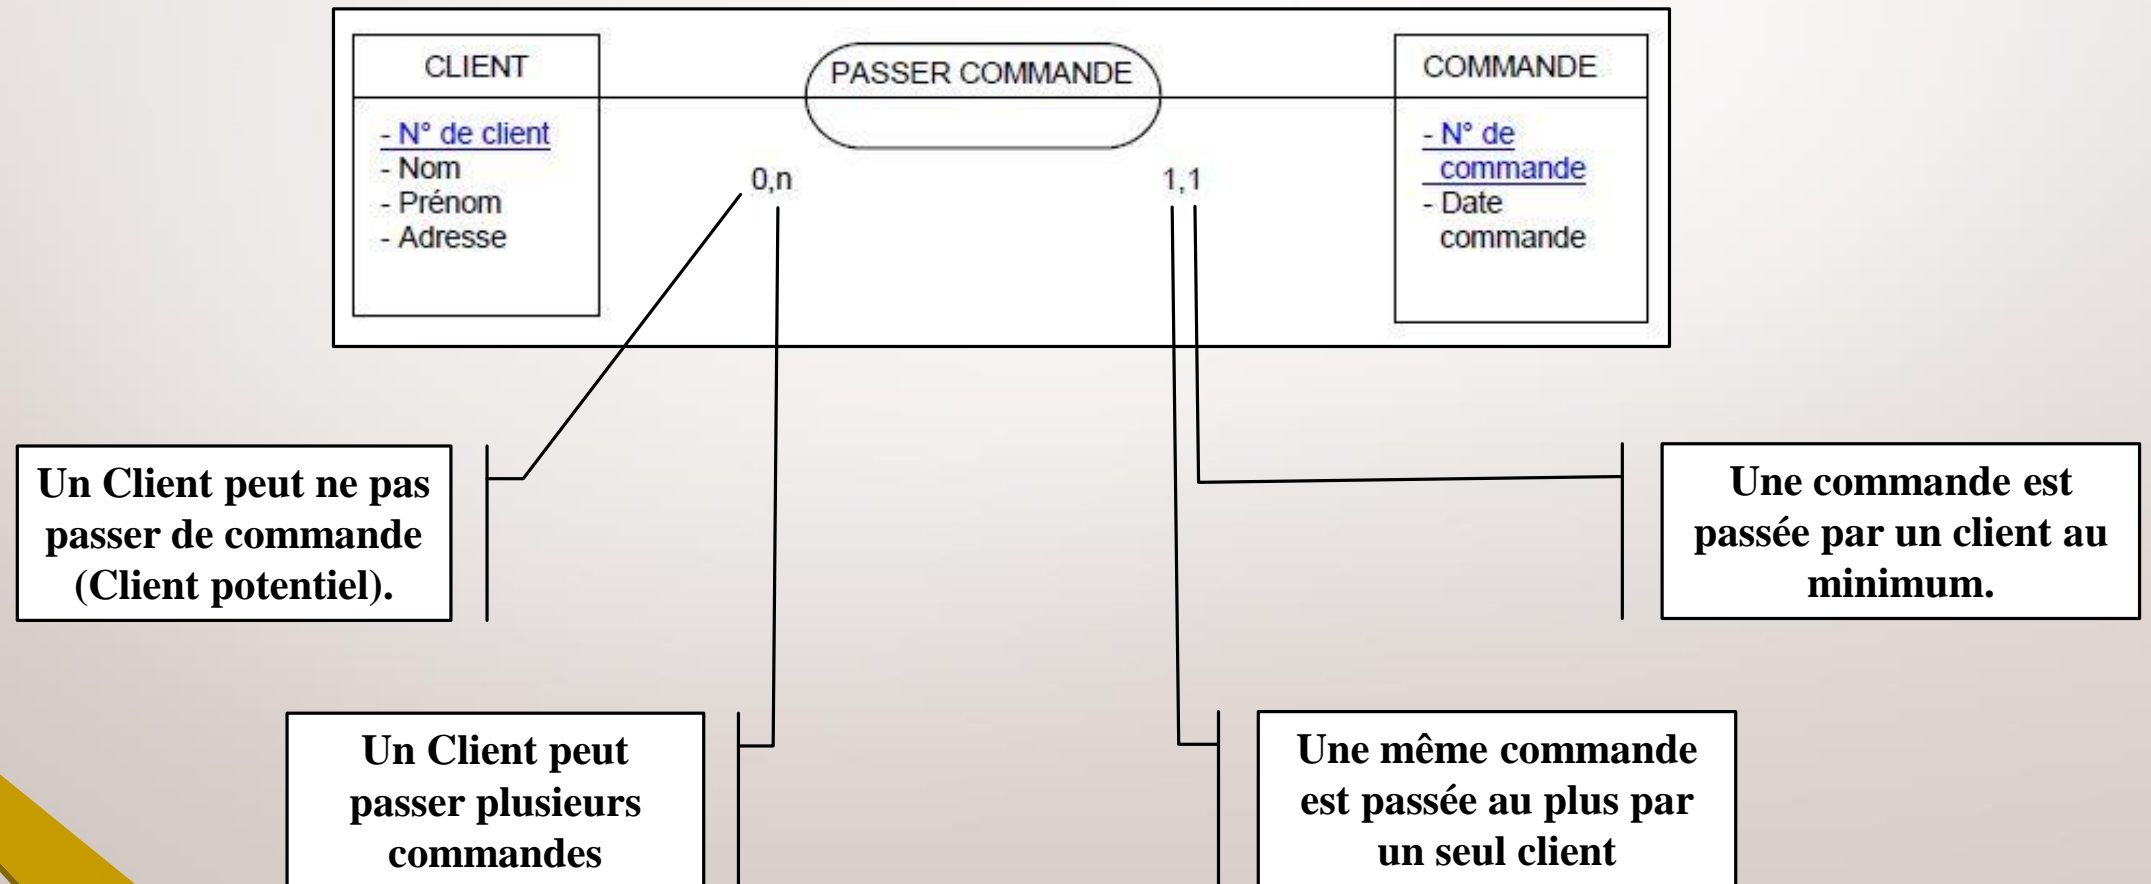 CLIENT
- N° de client
- Nom
- Prénom
- Adresse
PASSER COMMANDE
0,n
1,1
COMMANDE
- N° de
commande
- Date
commande
Un Client peut ne pas
passer de commande
(Client potentiel).
Une commande est
passée par un client au
minimum.
Un Client peut
passer plusieurs
commandes
Une même commande
est passée au plus par
un seul client